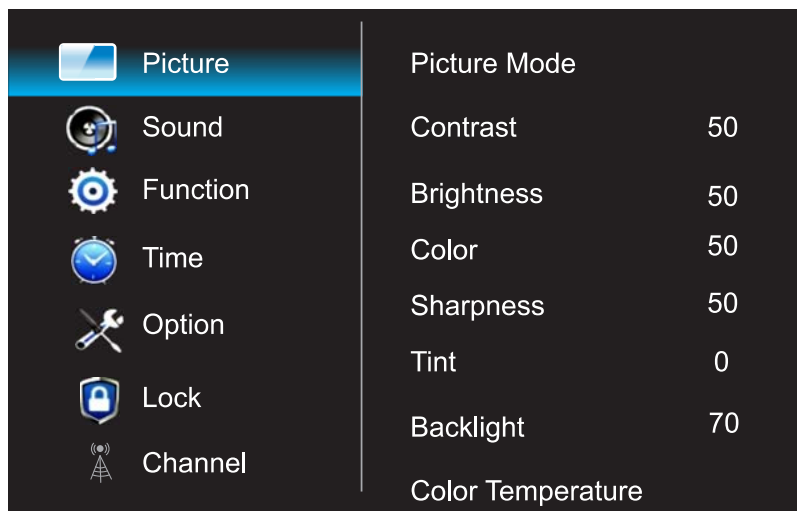 Picture
Sound
Function
Time
Option
Lock
Channel
Picture Mode
Contrast 50
Brightness 50
Color 50
Sharpness 50
Tint 0
Backlight 70
Color Temperature